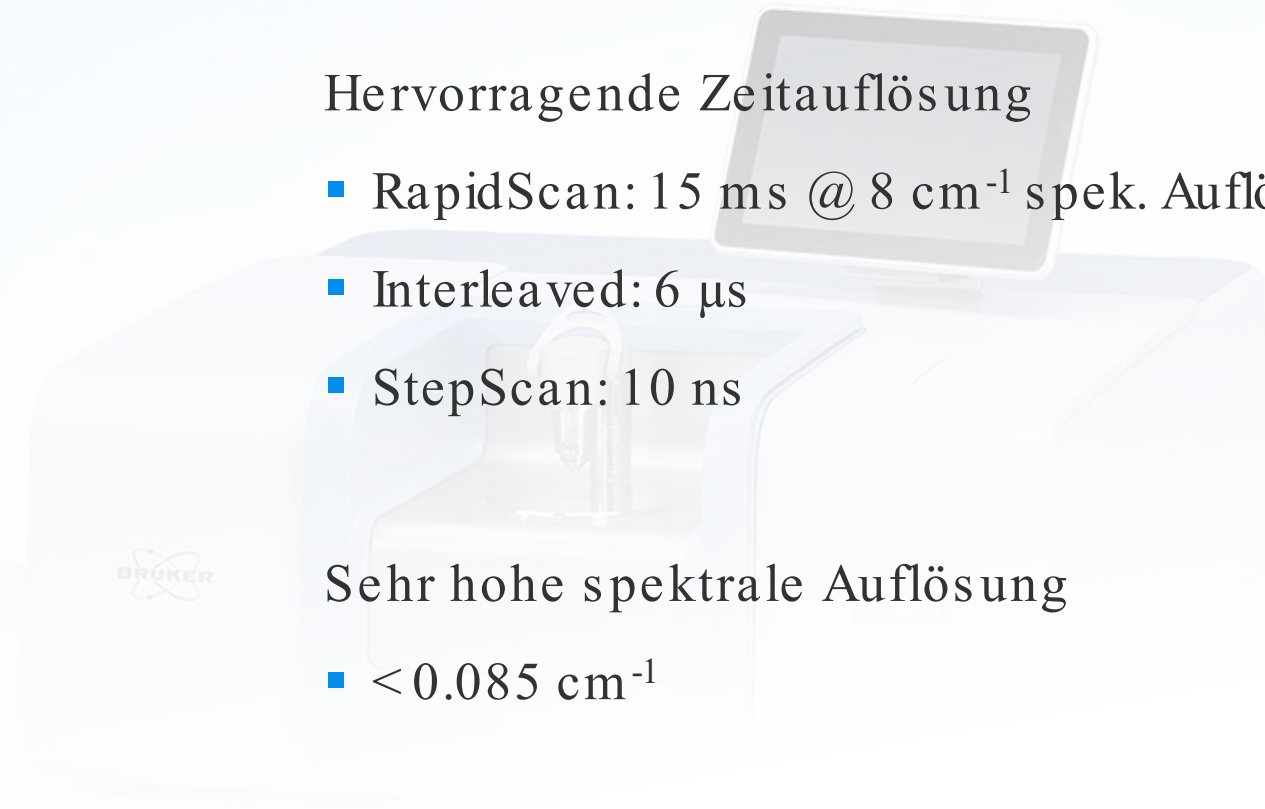 Hervorragende Zeitauflösung
RapidScan: 15 ms @ 8 cm⁻¹ spek.
Interleaved: 6 µs
StepScan: 10 ns
BRUKER
Sehr hohe spektrale Auflösung
< 0.085 cm⁻¹